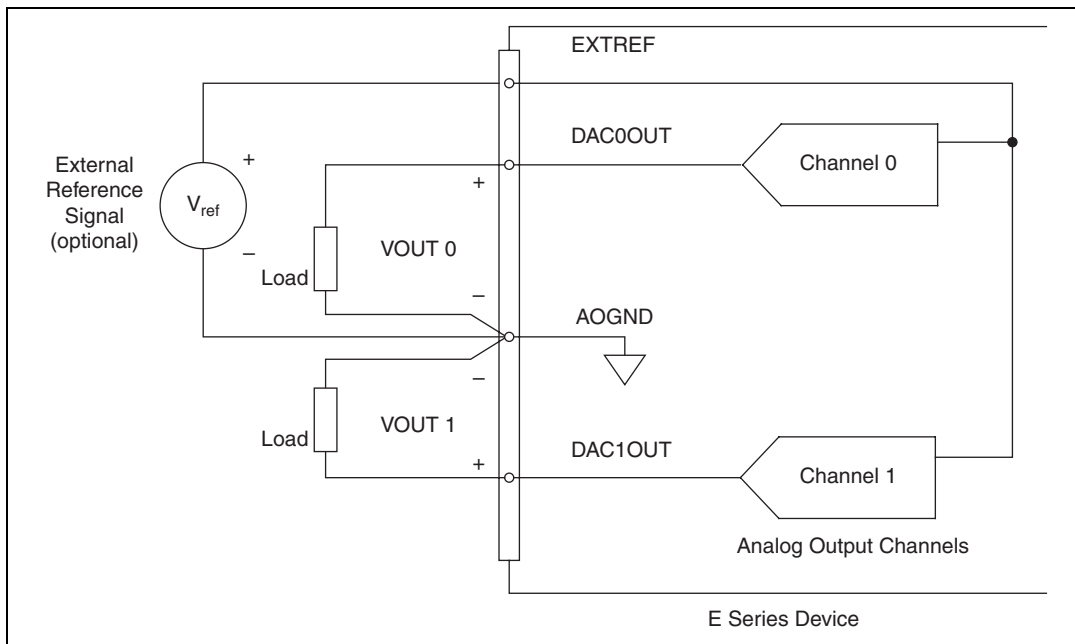 EXTREF
DAC0OUT
Channel 0
External
Reference
Signal
(optional)
+
Vref
–
+
VOUT 0
Load
–
AOGND
–
VOUT 1
Load
+
DAC1OUT
Channel 1
Analog Output Channels
E Series Device